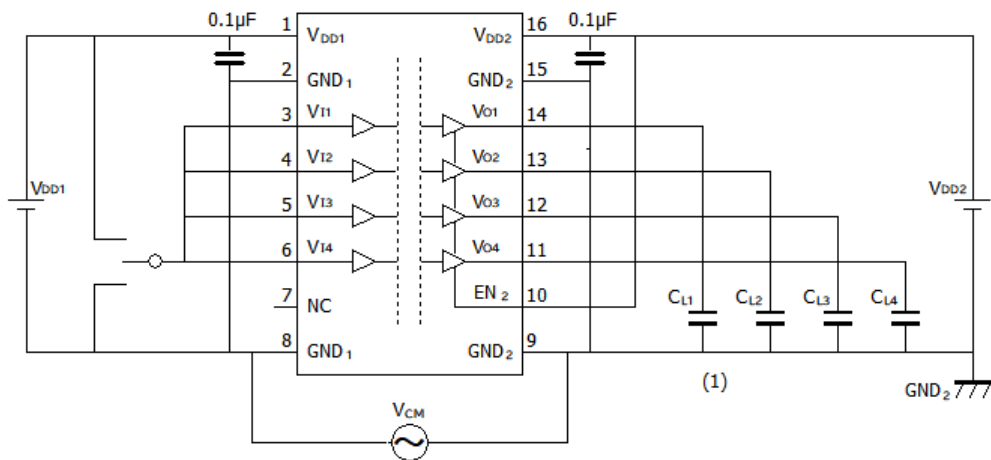 0.1μF 1 VDD1 VDD2 16 0.1μF
2 GND1 GND2 15
3 VI1 VO1 14
4 VI2 VO2 13
VDD1 5 VI3 VO3 12 VDD2
6 VI4 VO4 11
7 NC EN2 10 CL1 CL2 CL3 CL4
8 GND1 GND2 9
(1) GND2
VCM